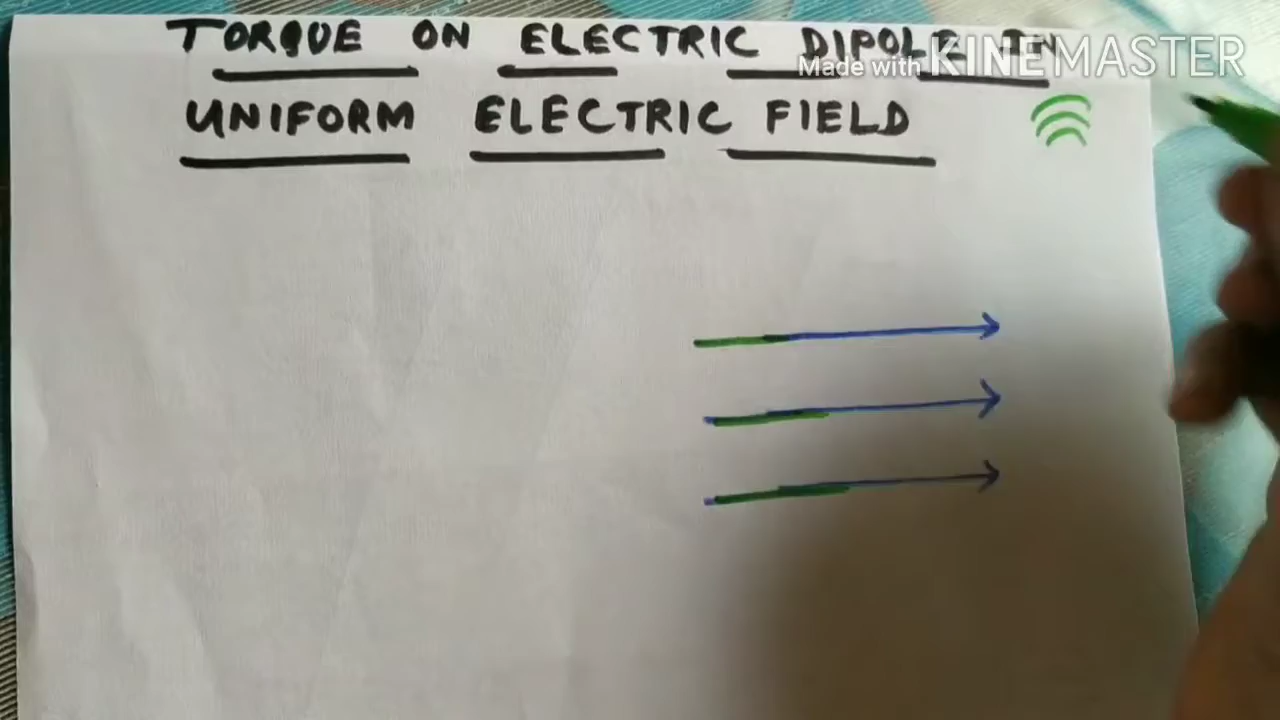 TORQUE ON ELECTRIC DIPOLE IN
Made with KINEMASTER
UNIFORM ELECTRIC FIELD